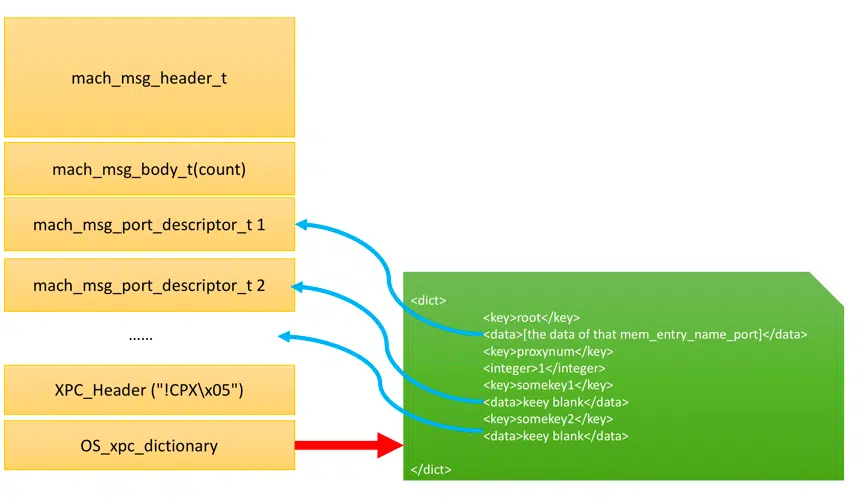 mach_msg_header_t
mach_msg_body_t(count)
mach_msg_port_descriptor_t 1
mach_msg_port_descriptor_t 2
......
XPC_Header ("!CPX\x05")
OS_xpc_dictionary
<dict>
<key>root</key>
<data>[the data of that mem_entry_name_port]</data>
<key>proxynum</key>
<integer>1</integer>
<key>somekey1</key>
<data>keey blank</data>
<key>somekey2</key>
<data>keey blank</data>
</dict>